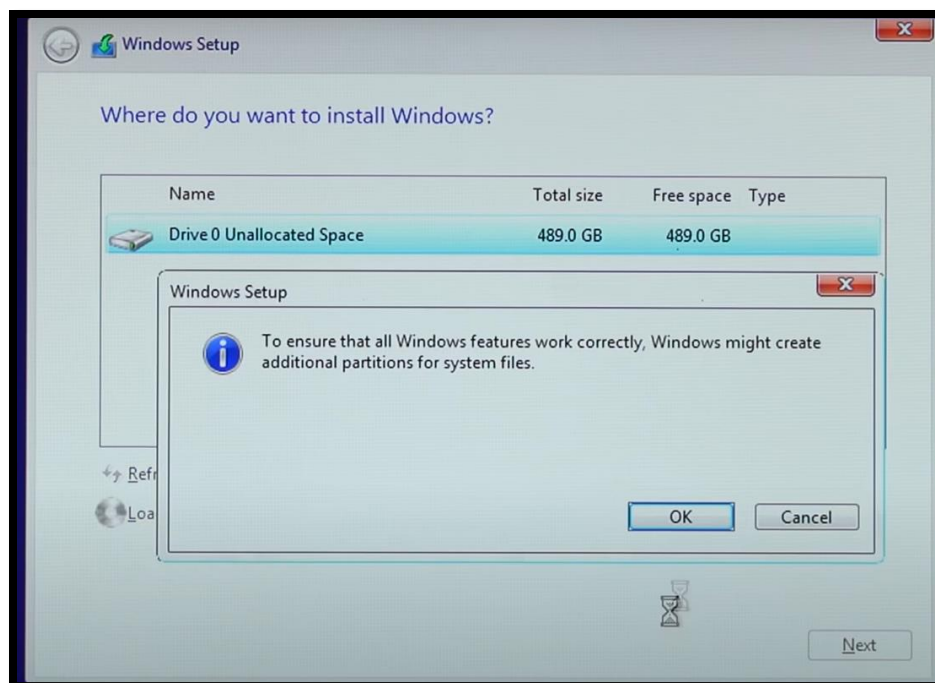 Windows Setup
Where do you want to install Windows?
Name Total size Free space Type
Drive 0 Unallocated Space 489.0 GB 489.0 GB
Windows Setup
To ensure that all Windows features work correctly, Windows might create
additional partitions for system files.
Refr
Loa
OK Cancel
Next